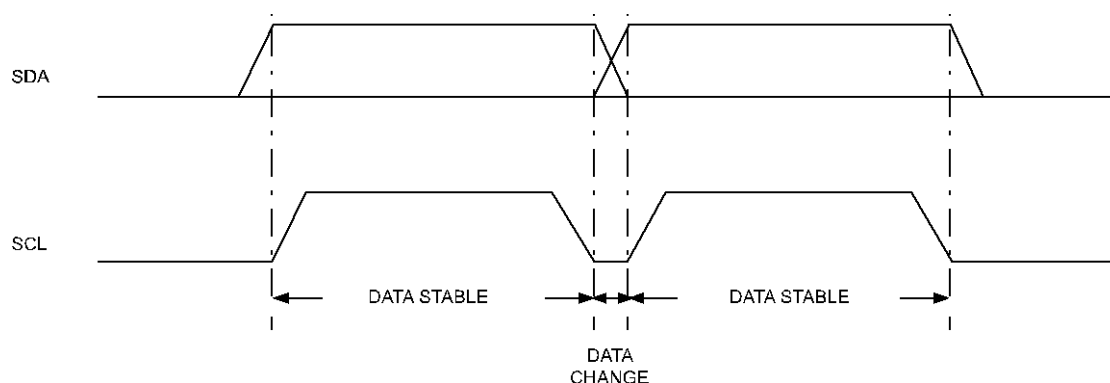 SDA
SCL
DATA STABLE
DATA STABLE
DATA
CHANGE